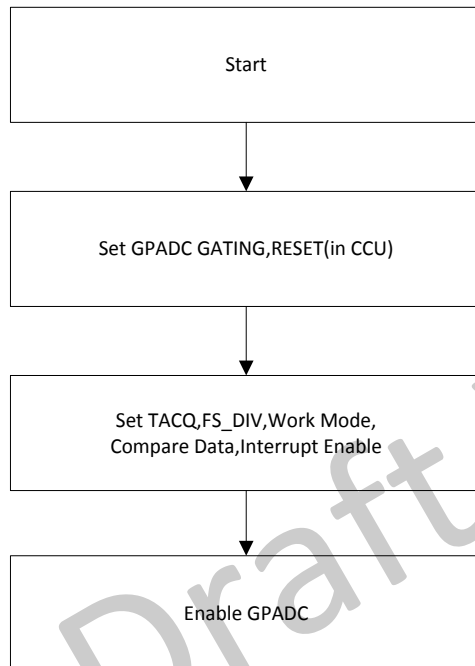 Start
Set GPADC GATING,RESET(in CCU)
Set TACQ,FS_DIV,Work Mode,
Compare Data,Interrupt Enable
Enable GPADC
Draft